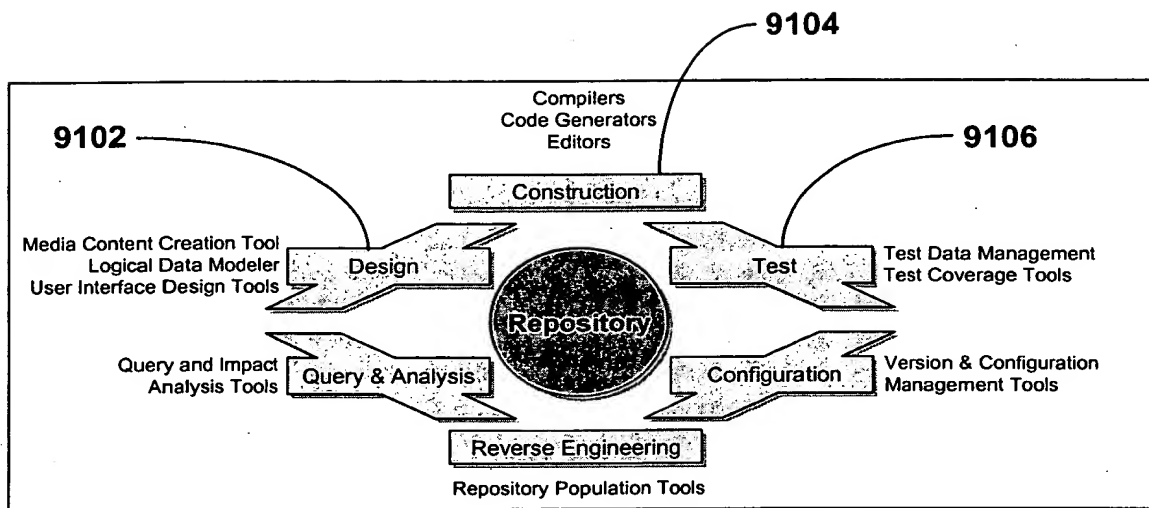 9104
Compilers
Code Generators
Editors
9102
9106
Construction
Media Content Creation Tool
Logical Data Modeler
User Interface Design Tools
Design
Test
Test Data Management
Test Coverage Tools
Repository
Query and Impact
Analysis Tools
Query & Analysis
Configuration
Version & Configuration
Management Tools
Reverse Engineering
Repository Population Tools